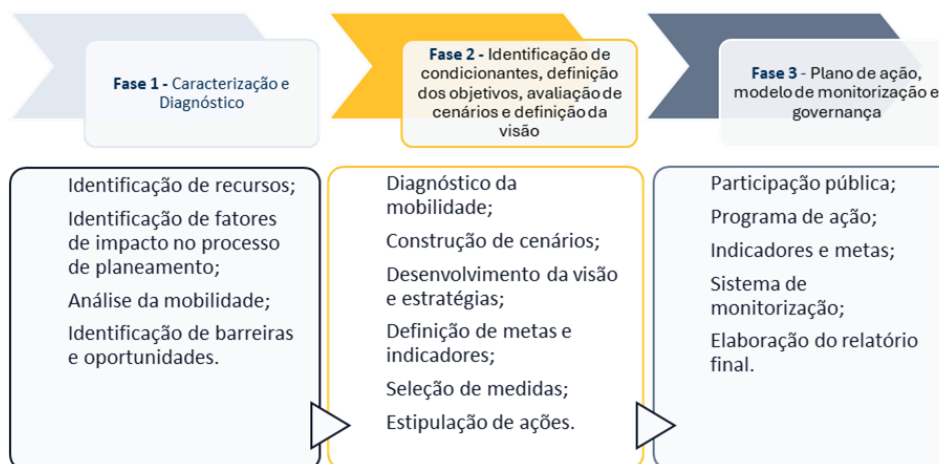 Fase 1 - Caracterização e
Diagnóstico
Fase 2 - Identificação de
condicionantes, definição
dos objetivos, avaliação de
cenários e definição da
visão
Fase 3 - Plano de ação,
modelo de monitorização e
governança
Identificação de recursos;
Identificação de fatores
de impacto no processo
de planeamento;
Análise da mobilidade;
Identificação de barreiras
e oportunidades.
Diagnóstico da
mobilidade;
Construção de cenários;
Desenvolvimento da visão
e estratégias;
Definição de metas e
indicadores;
Seleção de medidas;
Estipulação de ações.
Participação pública;
Programa de ação;
Indicadores e metas;
Sistema de
monitorização;
Elaboração do relatório
final.